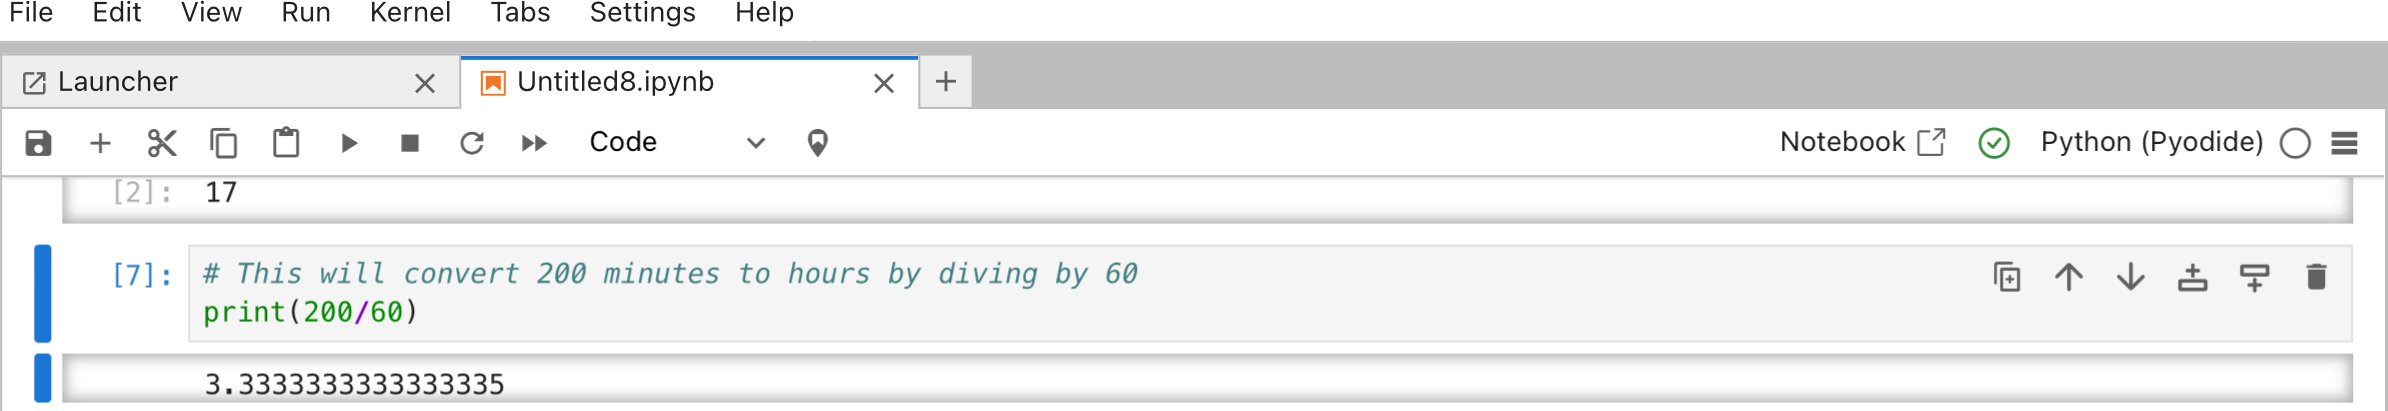 File Edit View Run Kernel Tabs Settings Help
Launcher Untitled8.ipynb
Code Notebook Python (Pyodide)
[2]: 17
[7]: # This will convert 200 minutes to hours by diving by 60
print(200/60)
3.3333333333333335